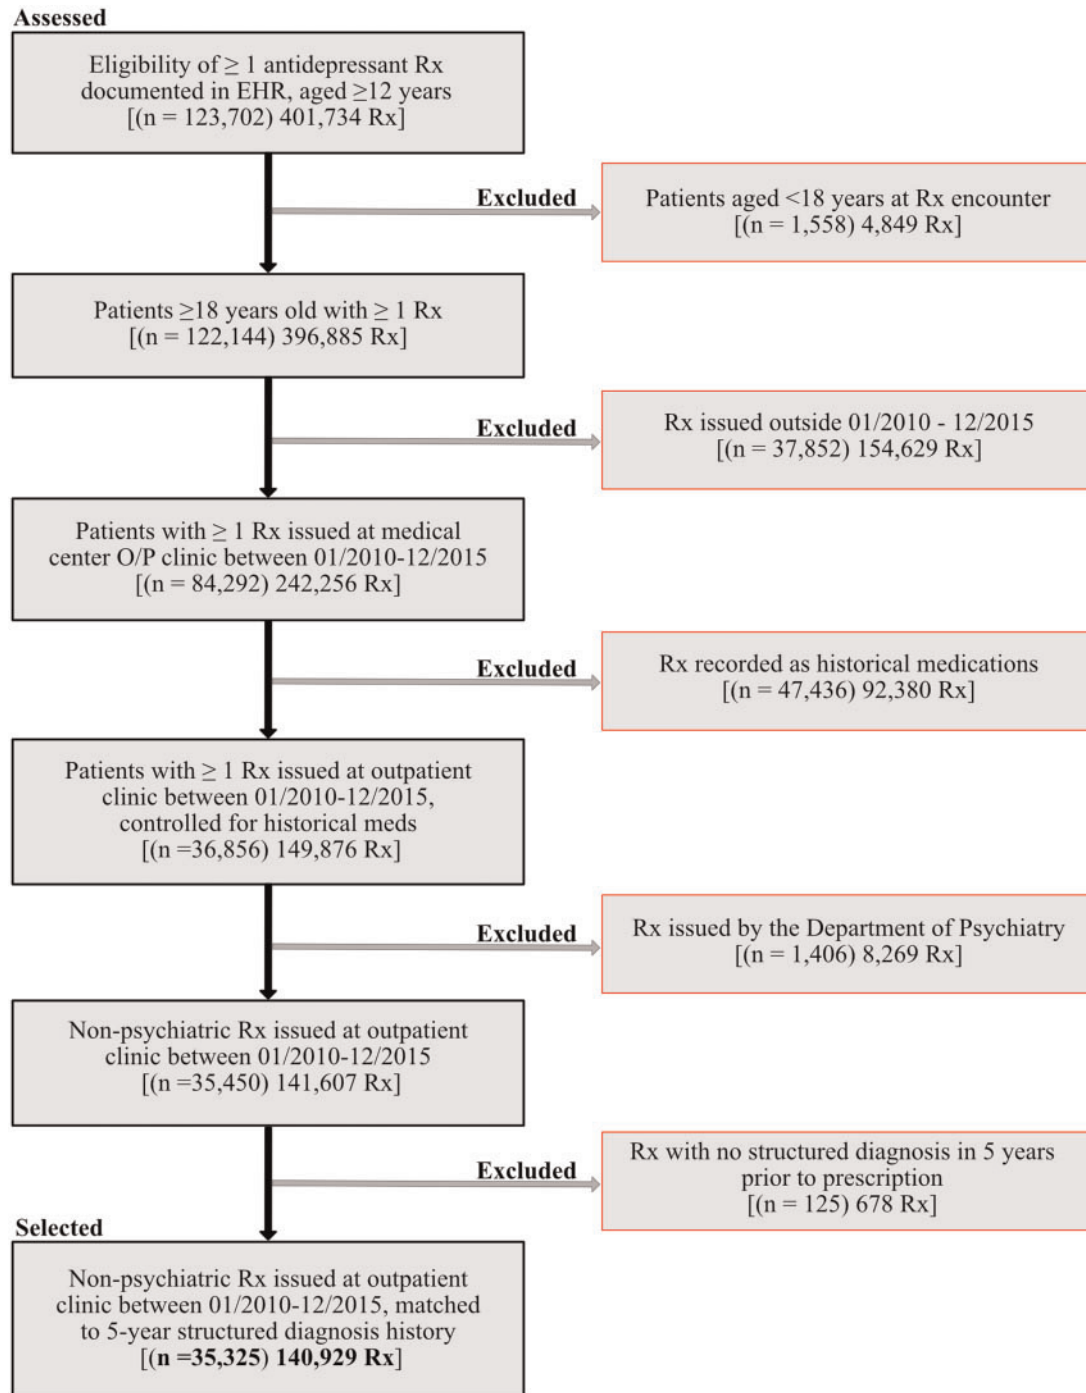 Assessed
Eligibility of ≥ 1 antidepressant Rx
documented in EHR, aged ≥12 years
[(n = 123,702) 401,734 Rx]
Excluded
Patients aged <18 years at Rx encounter
[(n = 1,558) 4,849 Rx]
Patients ≥18 years old with ≥ 1 Rx
[(n = 122,144) 396,885 Rx]
Excluded
Rx issued outside 01/2010 - 12/2015
[(n = 37,852) 154,629 Rx]
Patients with ≥ 1 Rx issued at medical
center O/P clinic between 01/2010-12/2015
[(n = 84,292) 242,256 Rx]
Excluded
Rx recorded as historical medications
[(n = 47,436) 92,380 Rx]
Patients with ≥ 1 Rx issued at outpatient
clinic between 01/2010-12/2015,
controlled for historical meds
[(n =36,856) 149,876 Rx]
Excluded
Rx issued by the Department of Psychiatry
[(n = 1,406) 8,269 Rx]
Non-psychiatric Rx issued at outpatient
clinic between 01/2010-12/2015
[(n =35,450) 141,607 Rx]
Excluded
Rx with no structured diagnosis in 5 years
prior to prescription
[(n = 125) 678 Rx]
Selected
Non-psychiatric Rx issued at outpatient
clinic between 01/2010-12/2015, matched
to 5-year structured diagnosis history
[(n =35,325) 140,929 Rx]